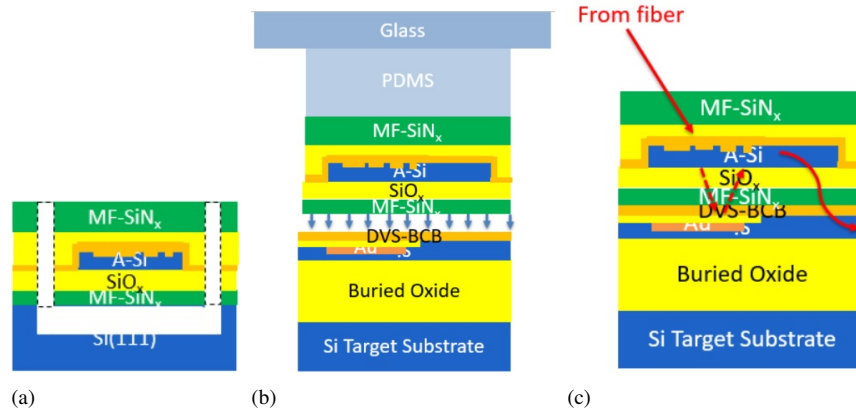 From fiber
Glass
PDMS
MF-SiNₓ
A-Si
SiOₓ
MF-SiNₓ
DVS-BCB
Au
Buried Oxide
Si Target Substrate
MF-SiNₓ
A-Si
SiOₓ
MF-SiNₓ
Si(111)
MF-SiNₓ
A-Si
SiOₓ
MF-SiNₓ
DVS-BCB
Buried Oxide
Si Target Substrate
(a)
(b)
(c)